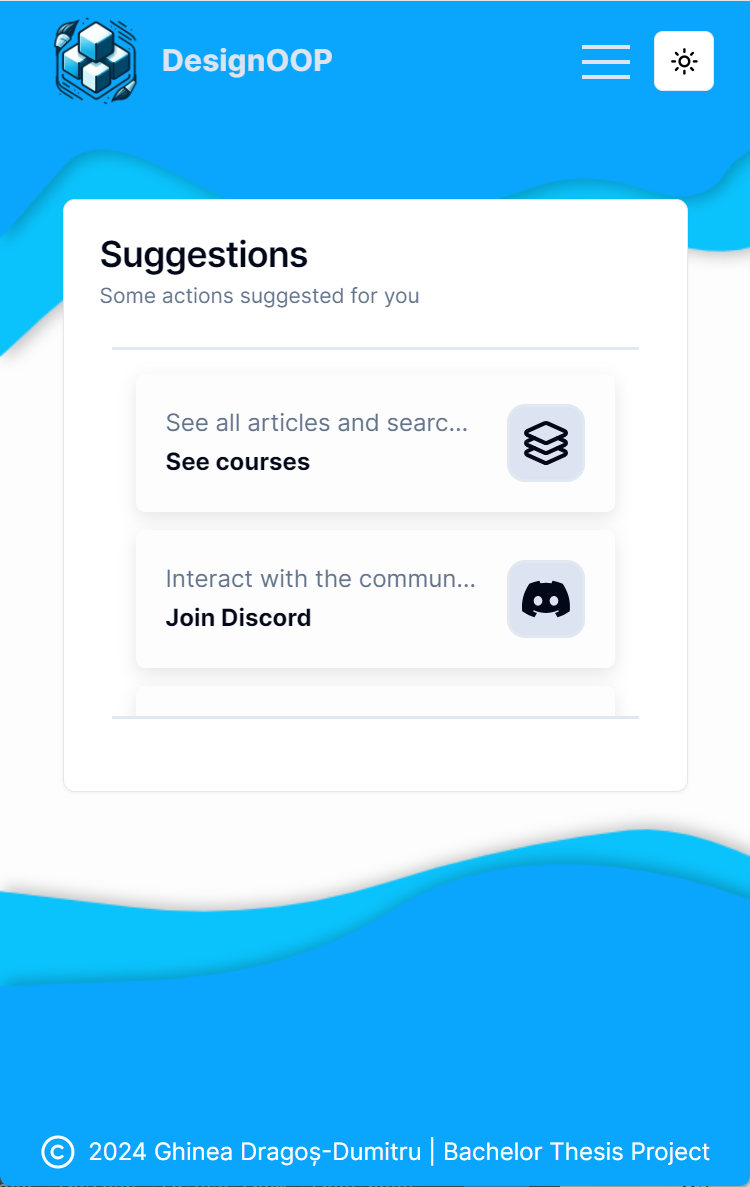 DesignOOP
Suggestions
Some actions suggested for you
See all articles and searc...
See courses
Interact with the commun...
Join Discord
© 2024 Ghinea Dragoș-Dumitru | Bachelor Thesis Project